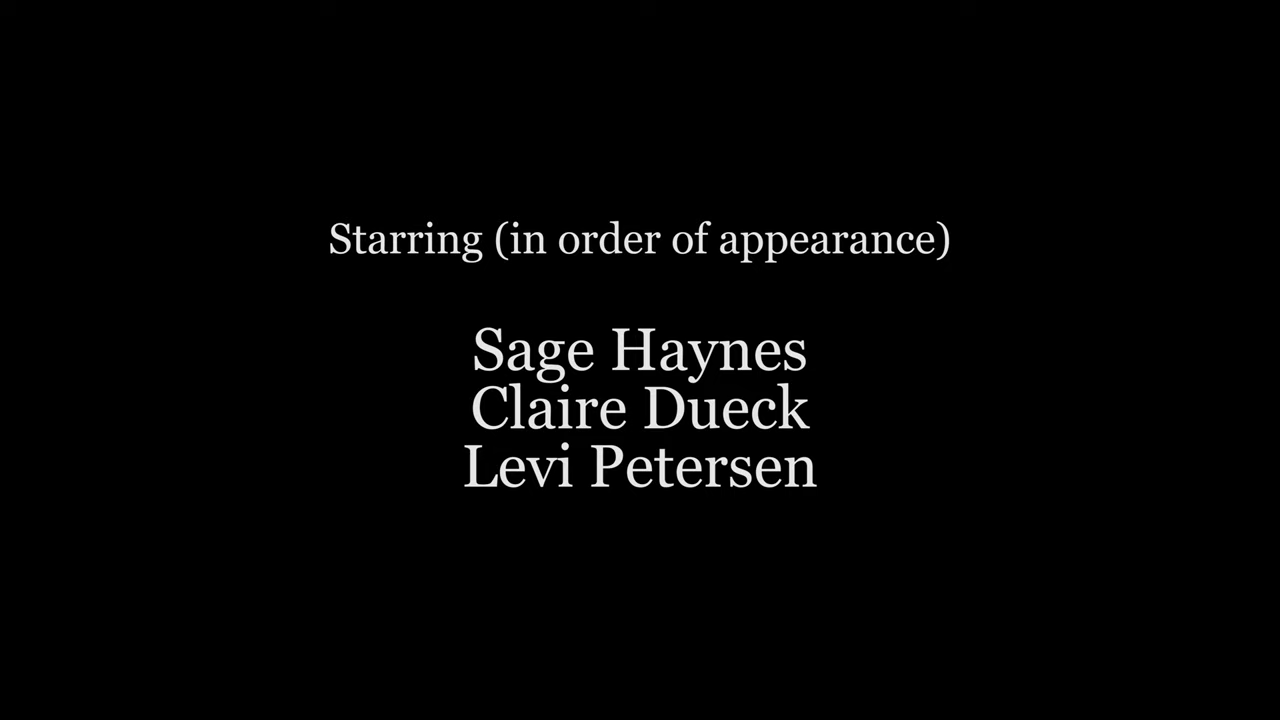 Starring (in order of appearance)
Sage Haynes
Claire Dueck
Levi Petersen